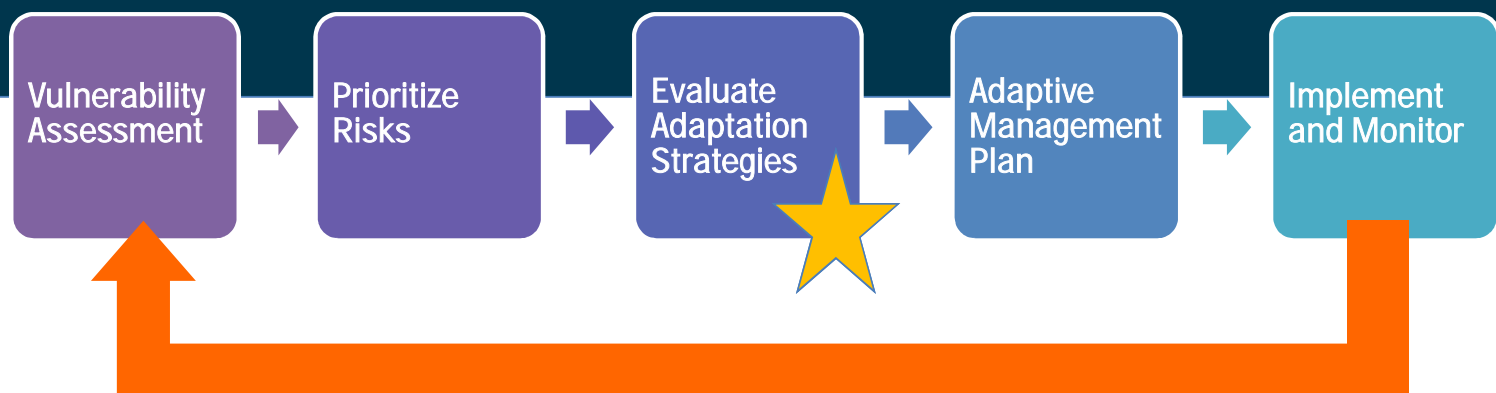 Vulnerability
Assessment
Prioritize
Risks
Evaluate
Adaptation
Strategies
Adaptive
Management
Plan
Implement
and Monitor